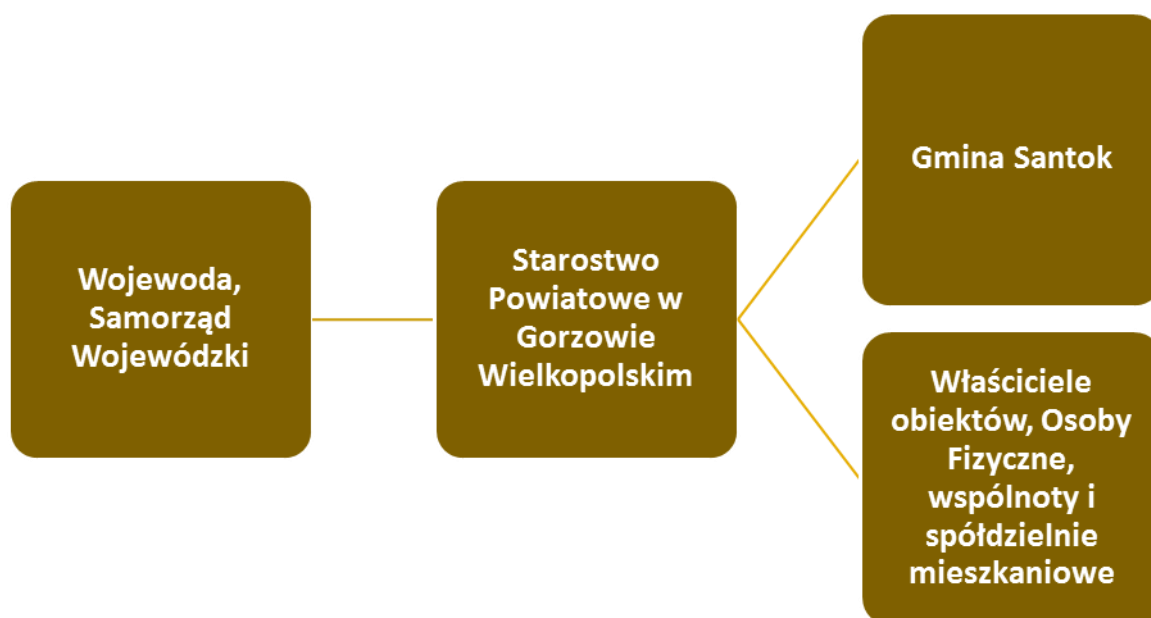 Wojewoda,
Samorząd
Wojewódzki
Starostwo
Powiatowe w
Gorzowie
Wielkopolskim
Gmina Santok
Właściciele
obiektów, Osoby
Fizyczne,
wspólnoty i
spółdzielnie
mieszkaniowe